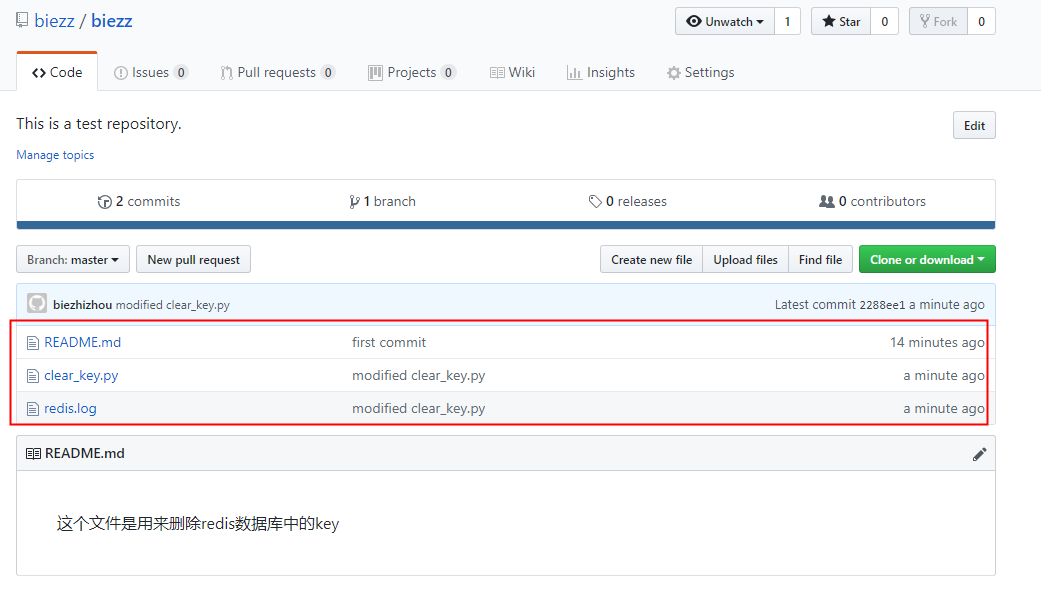 biezz / biezz Unwatch 1 Star 0 Fork 0
Code Issues 0 Pull requests 0 Projects 0 Wiki Insights Settings
This is a test repository. Edit
Manage topics
2 commits 1 branch 0 releases 0 contributors
Branch: master New pull request Create new file Upload files Find file Clone or download
biezhizhou modified clear_key.py Latest commit 2288ee1 a minute ago
README.md first commit 14 minutes ago
clear_key.py modified clear_key.py a minute ago
redis.log modified clear_key.py a minute ago
README.md
这个文件是用来删除redis数据库中的key